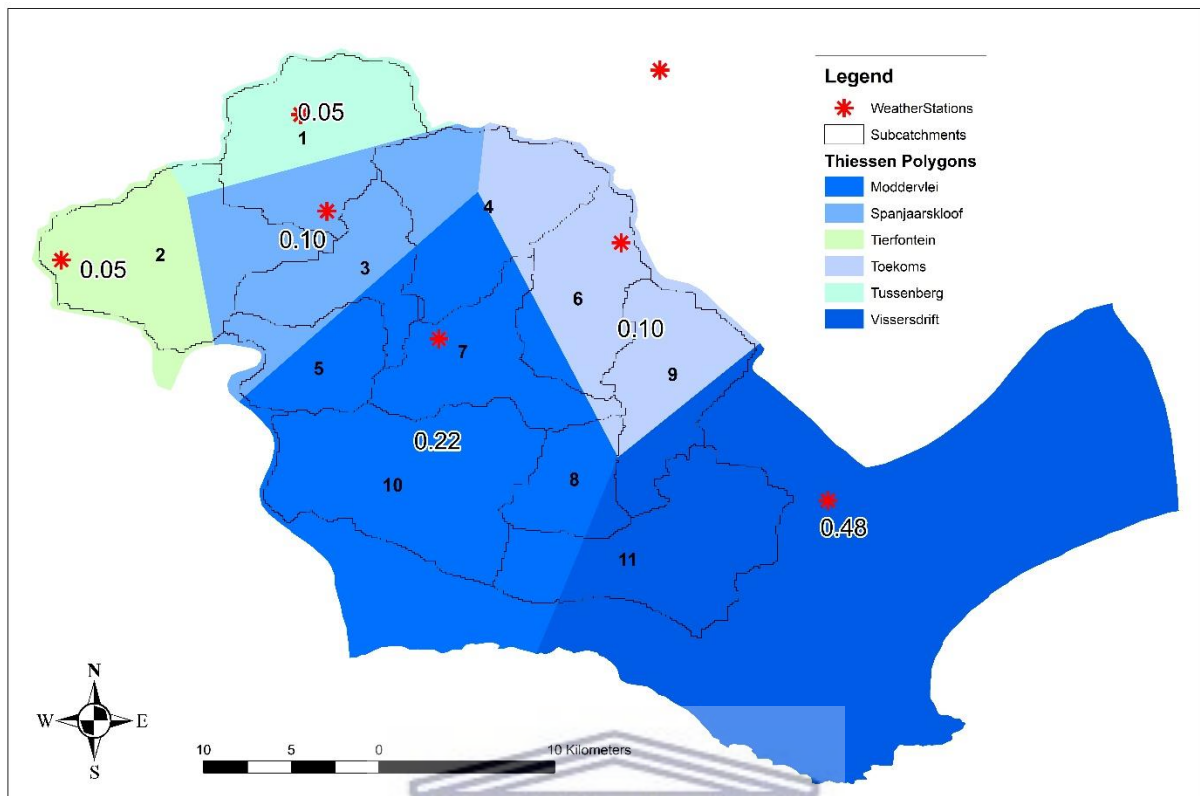 Legend
WeatherStations
Subcatchments
Thiessen Polygons
Moddervlei
Spanjaarskloof
Tierfontein
Toekoms
Tussenberg
Vissersdrift
0.05
1
4
0.10
2
0.05
3
6
0.10
7
5
9
0.22
10
8
0.48
11
N
W E
S
10 5 0 10 Kilometers